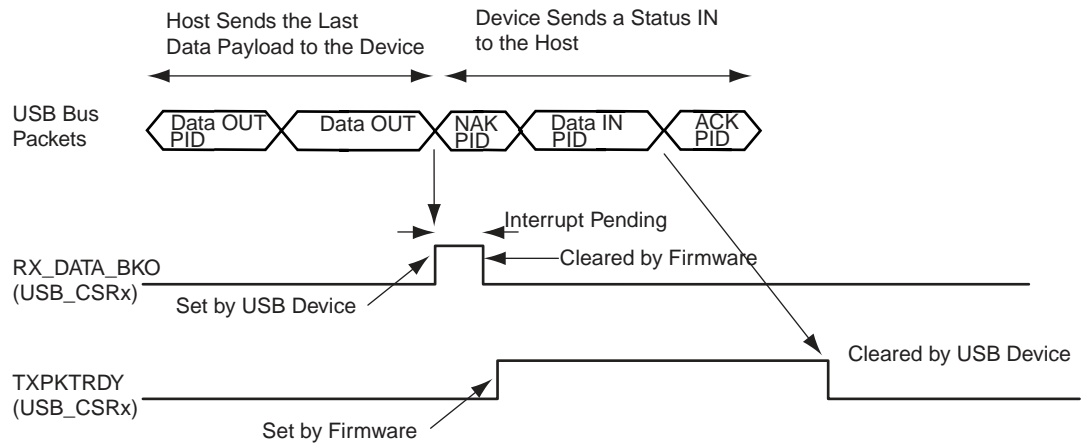 Host Sends the Last
Data Payload to the Device
Device Sends a Status IN
to the Host
USB Bus
Packets
Data OUT
PID
Data OUT
NAK
PID
Data IN
PID
ACK
PID
Interrupt Pending
RX_DATA_BKO
(USB_CSRx)
Cleared by Firmware
Set by USB Device
Cleared by USB Device
TXPKTRDY
(USB_CSRx)
Set by Firmware